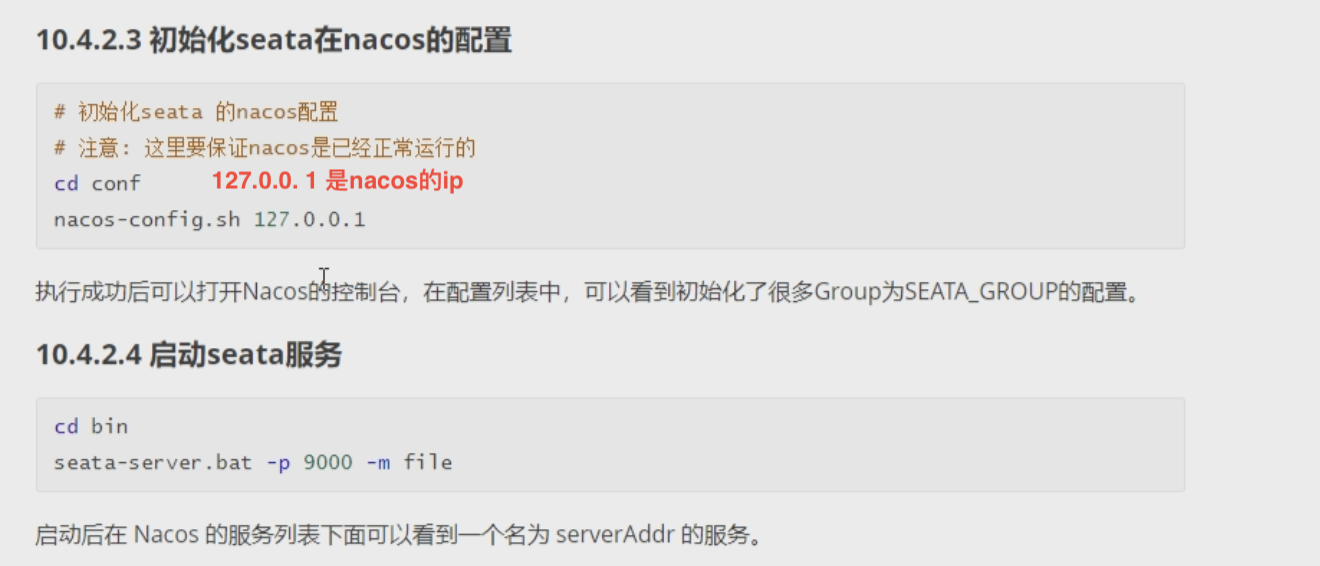 10.4.2.3 初始化seata在nacos的配置
# 初始化seata 的nacos配置
# 注意: 这里要保证nacos是已经正常运行的
cd conf
127.0.0. 1 是nacos的ip
nacos-config.sh 127.0.0.1
执行成功后可以打开Nacos的控制台，在配置列表中，可以看到初始化了很多Group为SEATA_GROUP的配置。
10.4.2.4 启动seata服务
cd bin
seata-server.bat -p 9000 -m file
启动后在 Nacos 的服务列表下面可以看到一个名为 serverAddr 的服务。